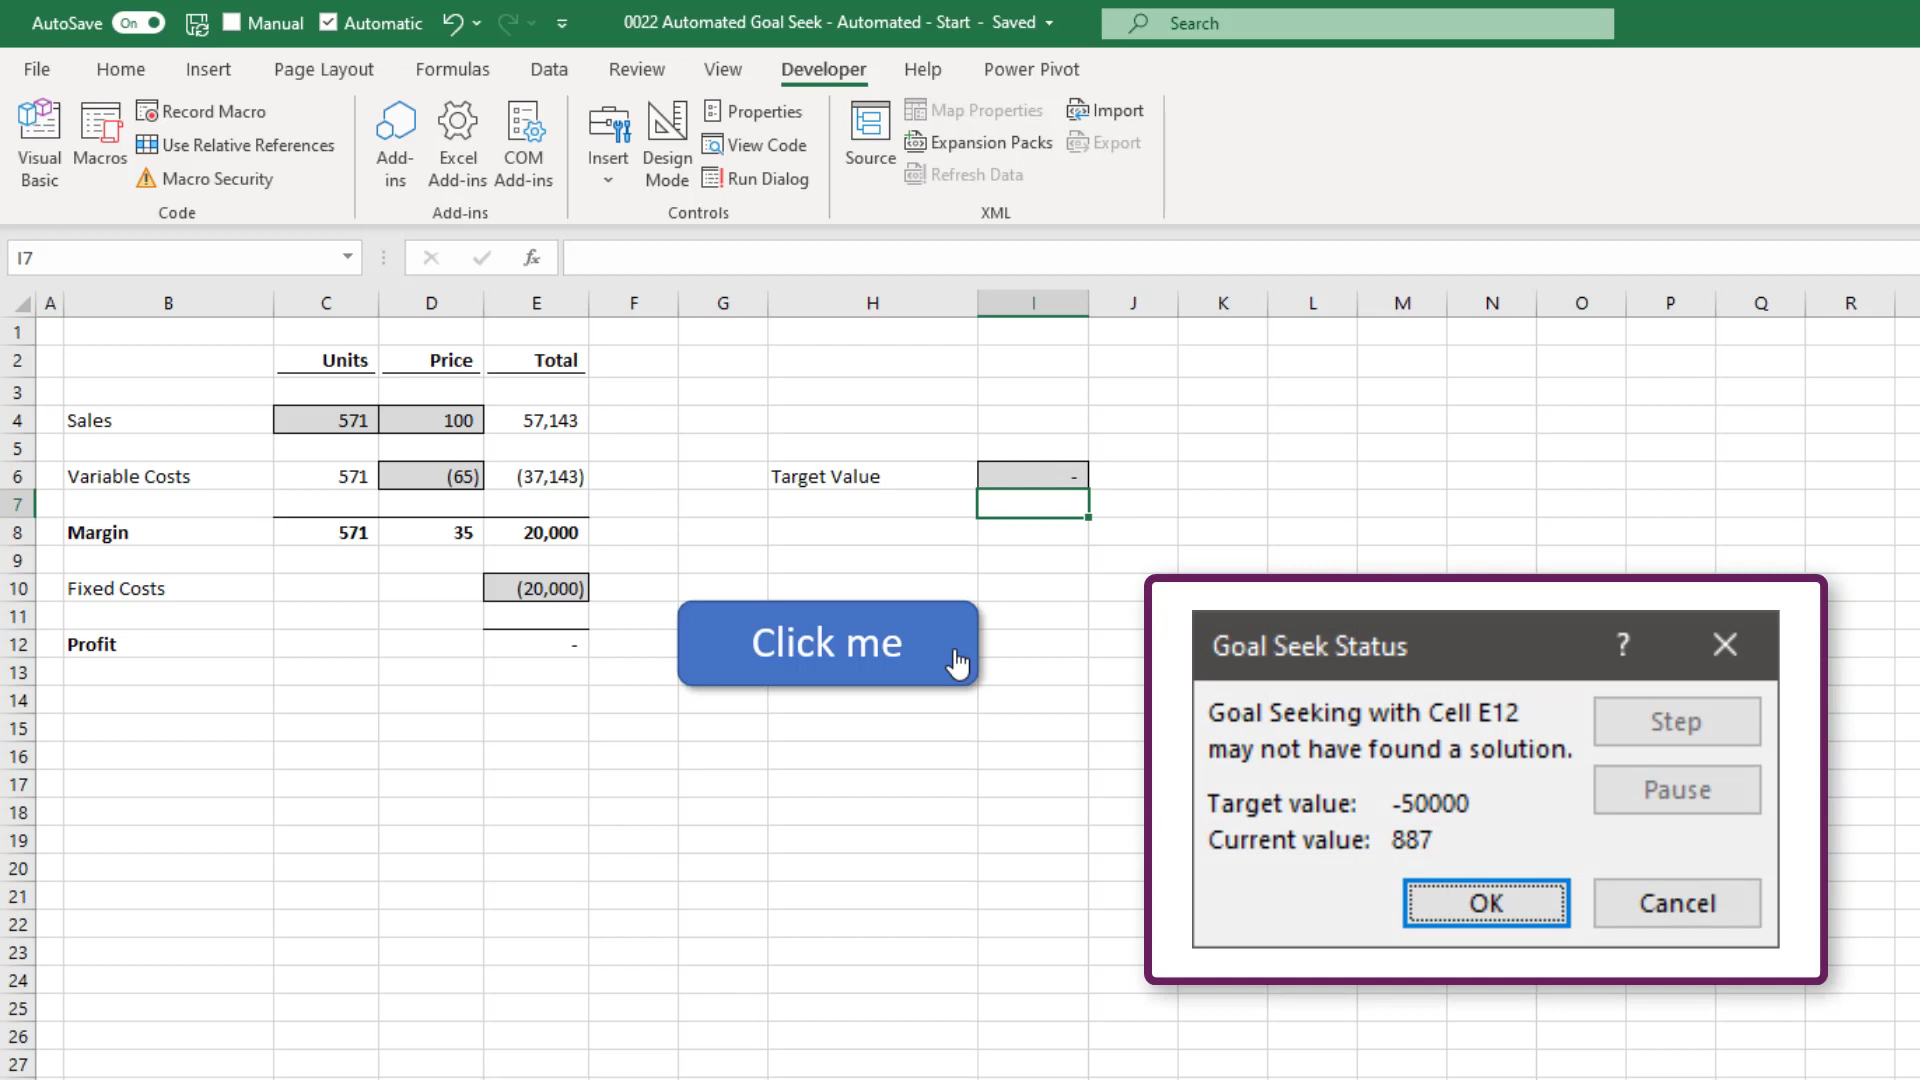 AutoSave On Manual Automatic 0022 Automated Goal Seek - Automated - Start - Saved Search
File Home Insert Page Layout Formulas Data Review View Developer Help Power Pivot
Visual Basic
Macros
Record Macro
Use Relative References
Macro Security
Code
Add-ins
Excel Add-ins
COM Add-ins
Add-ins
Insert
Design Mode
Properties
View Code
Run Dialog
Controls
Source
Map Properties
Expansion Packs
Refresh Data
Import
Export
XML
I7 fx
A B C D E F G H I J K L M N O P Q R
1
2 Units Price Total
3
4 Sales 571 100 57,143
5
6 Variable Costs 571 (65) (37,143) Target Value -
7
8 Margin 571 35 20,000
9
10 Fixed Costs (20,000)
11
12 Profit -
13
14
15
16
17
18
19
20
21
22
23
24
25
26
27
Click me
Goal Seek Status ?
Goal Seeking with Cell E12
may not have found a solution.
Target value: -50000
Current value: 887
Step
Pause
OK Cancel